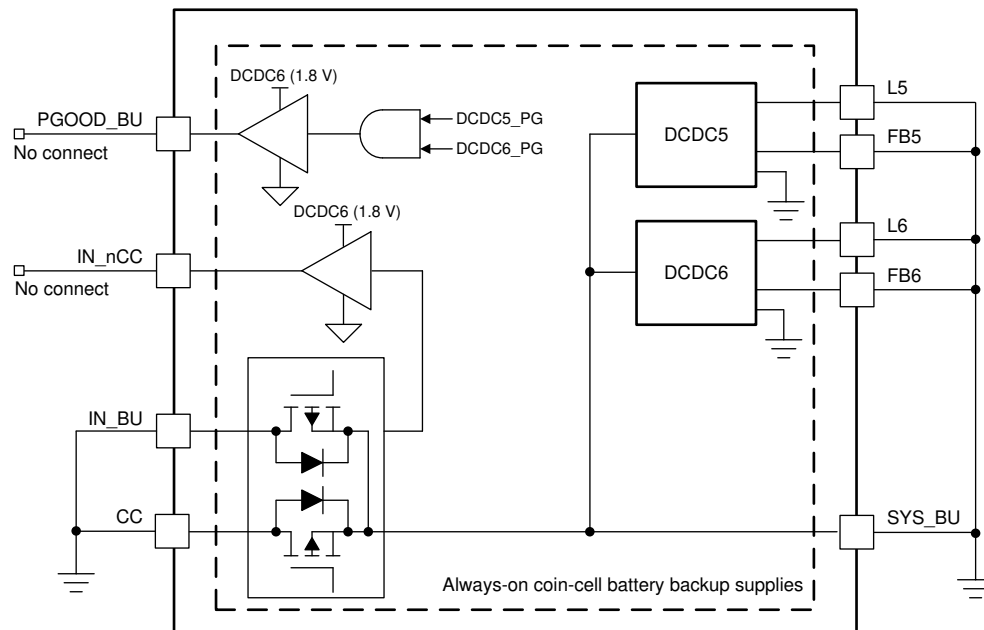 PGOOD_BU
No connect
DCDC6 (1.8 V)
DCDC5_PG
DCDC6_PG
IN_nCC
No connect
DCDC6 (1.8 V)
IN_BU
CC
DCDC5
DCDC6
L5
FB5
L6
FB6
SYS_BU
Always-on coin-cell battery backup supplies